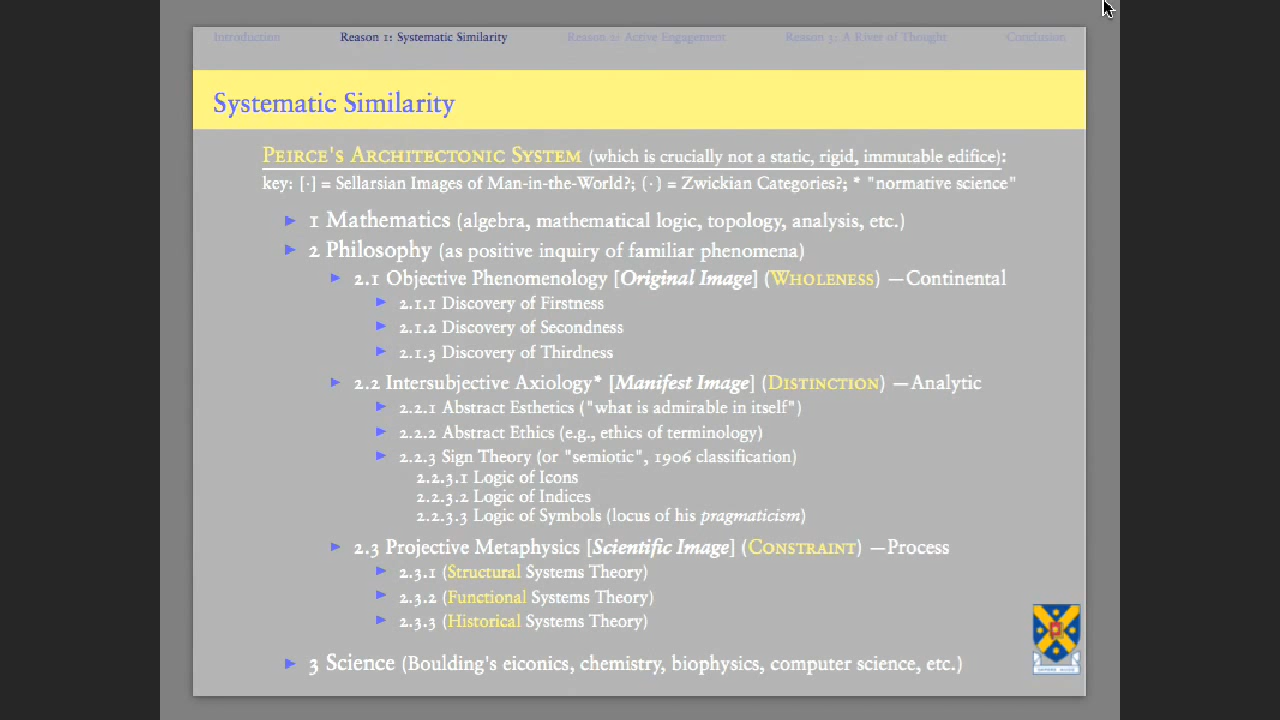 Introduction Reason 1: Systematic Similarity Reason 2: Active Engagement Reason 3: A River of Thought Conclusion
Systematic Similarity
Peirce's Architectonic System (which is crucially not a static, rigid, immutable edifice):
key: [·] = Sellarsian Images of Man-in-the-World?; (·) = Zwickian Categories?; * "normative science"
1 Mathematics (algebra, mathematical logic, topology, analysis, etc.)
2 Philosophy (as positive inquiry of familiar phenomena)
2.1 Objective Phenomenology [Original Image] (Wholeness) —Continental
2.1.1 Discovery of Firstness
2.1.2 Discovery of Secondness
2.1.3 Discovery of Thirdness
2.2 Intersubjective Axiology* [Manifest Image] (Distinction) —Analytic
2.2.1 Abstract Esthetics ("what is admirable in itself")
2.2.2 Abstract Ethics (e.g., ethics of terminology)
2.2.3 Sign Theory (or "semiotic", 1906 classification)
2.2.3.1 Logic of Icons
2.2.3.2 Logic of Indices
2.2.3.3 Logic of Symbols (locus of his pragmaticism)
2.3 Projective Metaphysics [Scientific Image] (Constraint) —Process
2.3.1 (Structural Systems Theory)
2.3.2 (Functional Systems Theory)
2.3.3 (Historical Systems Theory)
3 Science (Boulding's eiconics, chemistry, biophysics, computer science, etc.)